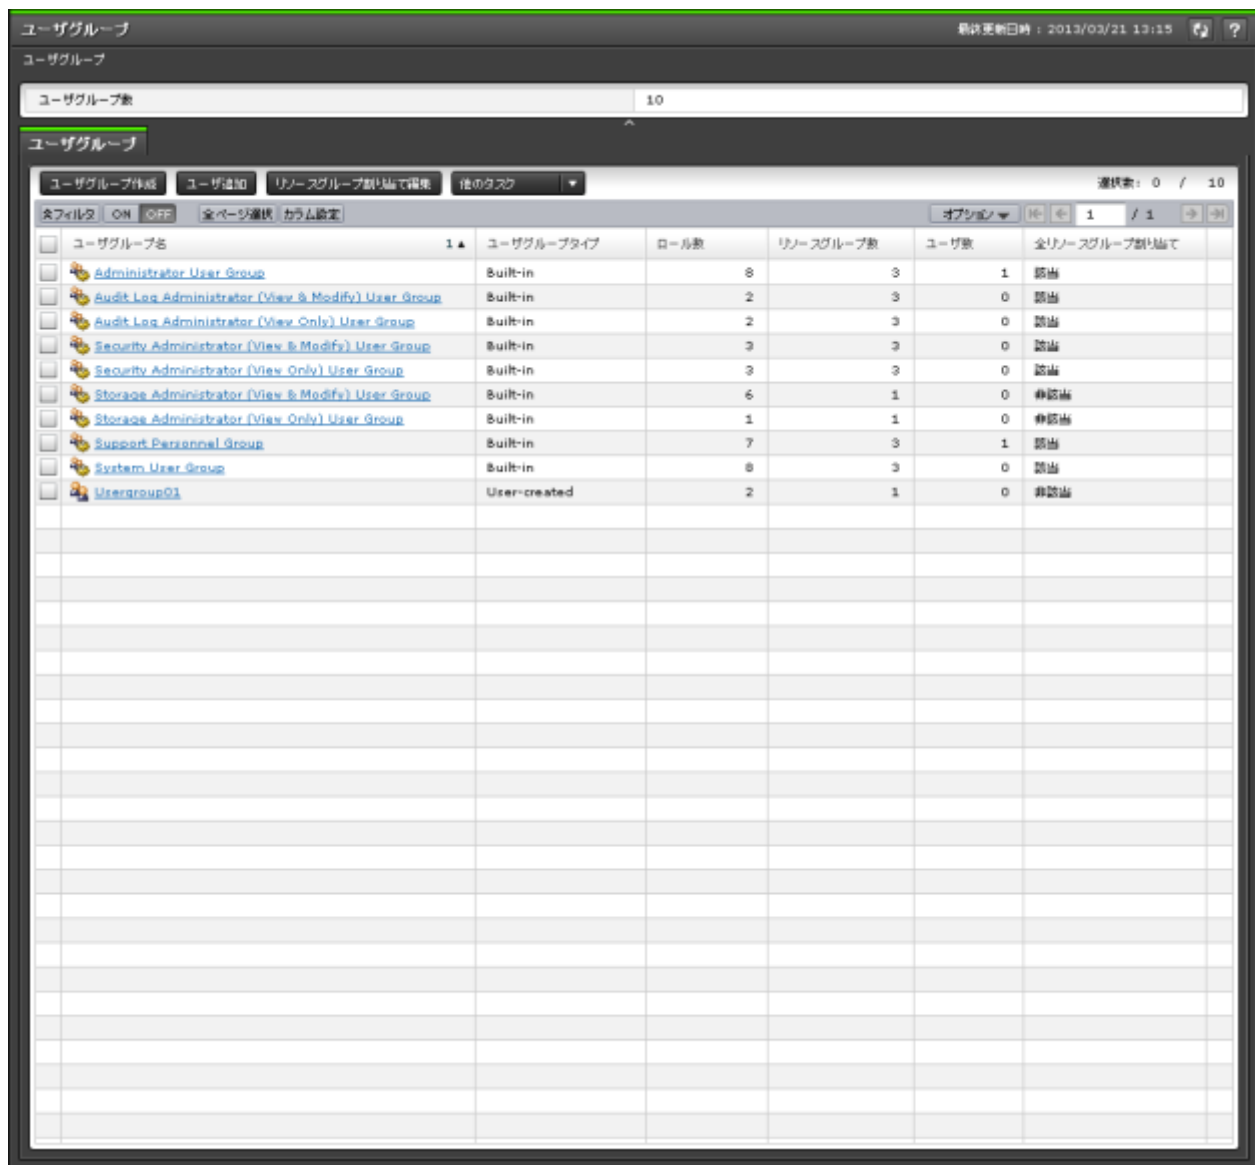 ユーザグループ 最終更新日時 : 2013/03/21 13:15 ?
ユーザグループ
ユーザグループ数 10
ユーザグループ
ユーザグループ作成 ユーザ追加 リソースグループ割り当て編集 他のタスク 選択数: 0 / 10
全フィルタ ON OFF 全ページ選択 カラム設定 オプション 1 / 1
ユーザグループ名 1▲ ユーザグループタイプ ロール数 リソースグループ数 ユーザ数 全リソースグループ割り当て
Administrator User Group Built-in 8 3 1 該当
Audit Log Administrator (View & Modify) User Group Built-in 2 3 0 該当
Audit Log Administrator (View Only) User Group Built-in 2 3 0 該当
Security Administrator (View & Modify) User Group Built-in 3 3 0 該当
Security Administrator (View Only) User Group Built-in 3 3 0 該当
Storage Administrator (View & Modify) User Group Built-in 6 1 0 非該当
Storage Administrator (View Only) User Group Built-in 1 1 0 非該当
Support Personnel Group Built-in 7 3 1 該当
System User Group Built-in 8 3 0 該当
Usergroup01 User-created 2 1 0 非該当